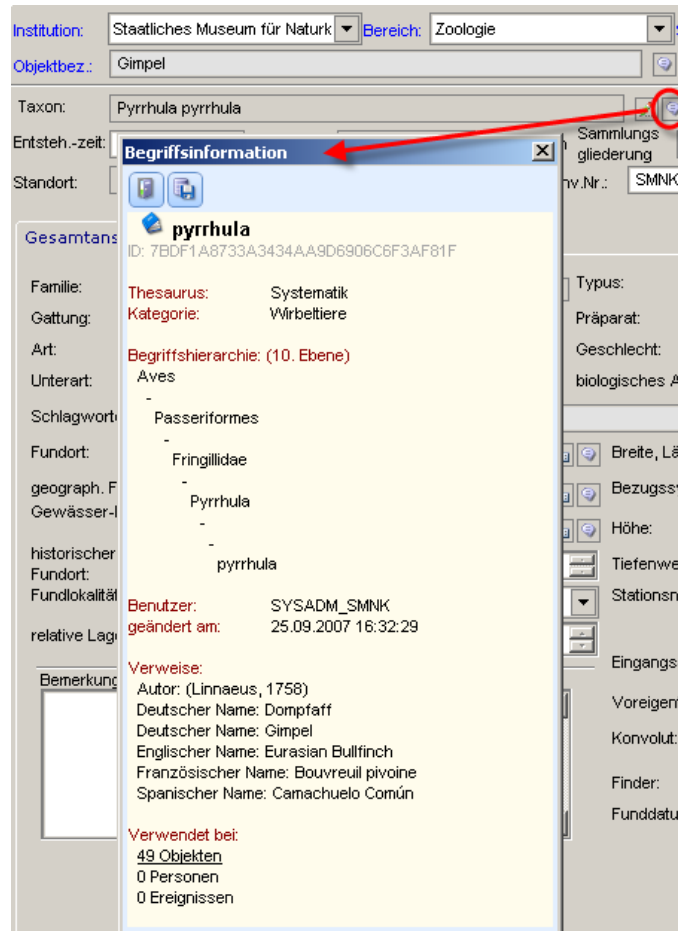 Institution: Staatliches Museum für Naturk Bereich: Zoologie
Objektbez.: Gimpel
Taxon: Pyrrhula pyrrhula
Entsteh.-zeit: Sammlungs
gliederung
Standort: nv.Nr.: SMNK
Begriffsinformation
pyrrhula
ID: 7BDF1A8733A3434AA9D6906C6F3AF81F
Gesamtans
Familie: Typus:
Gattung: Präparat:
Art: Geschlecht:
Unterart: biologisches A
Schlagworte
Fundort: Breite, Lä
geograph. F Bezugssy
Gewässer-
historischer Höhe:
Fundort: Tiefenwe
Fundlokalität Stationsn
relative Lage
Eingangs
Bemerkung Voreigent
Konvolut:
Finder:
Funddatu
Thesaurus: Systematik
Kategorie: Wirbeltiere
Begriffshierarchie: (10. Ebene)
Aves
-
Passeriformes
-
Fringillidae
-
Pyrrhula
-
-
pyrrhula
Benutzer: SYSADM_SMNK
geändert am: 25.09.2007 16:32:29
Verweise:
Autor: (Linnaeus, 1758)
Deutscher Name: Dompfaff
Deutscher Name: Gimpel
Englischer Name: Eurasian Bullfinch
Französischer Name: Bouvreuil pivoine
Spanischer Name: Camachuelo Común
Verwendet bei:
49 Objekten
0 Personen
0 Ereignissen